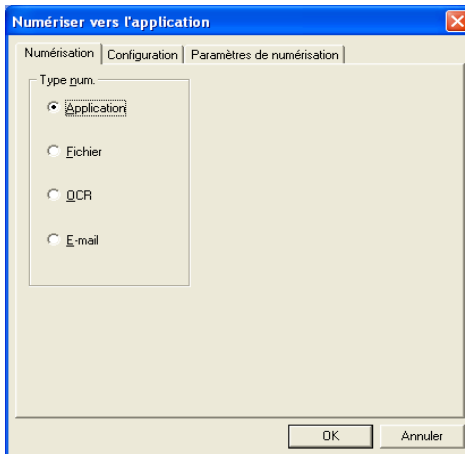 Numériser vers l'application
Numérisation Configuration Paramètres de numérisation
Type num.
Application
Fichier
OCR
E-mail
OK Annuler